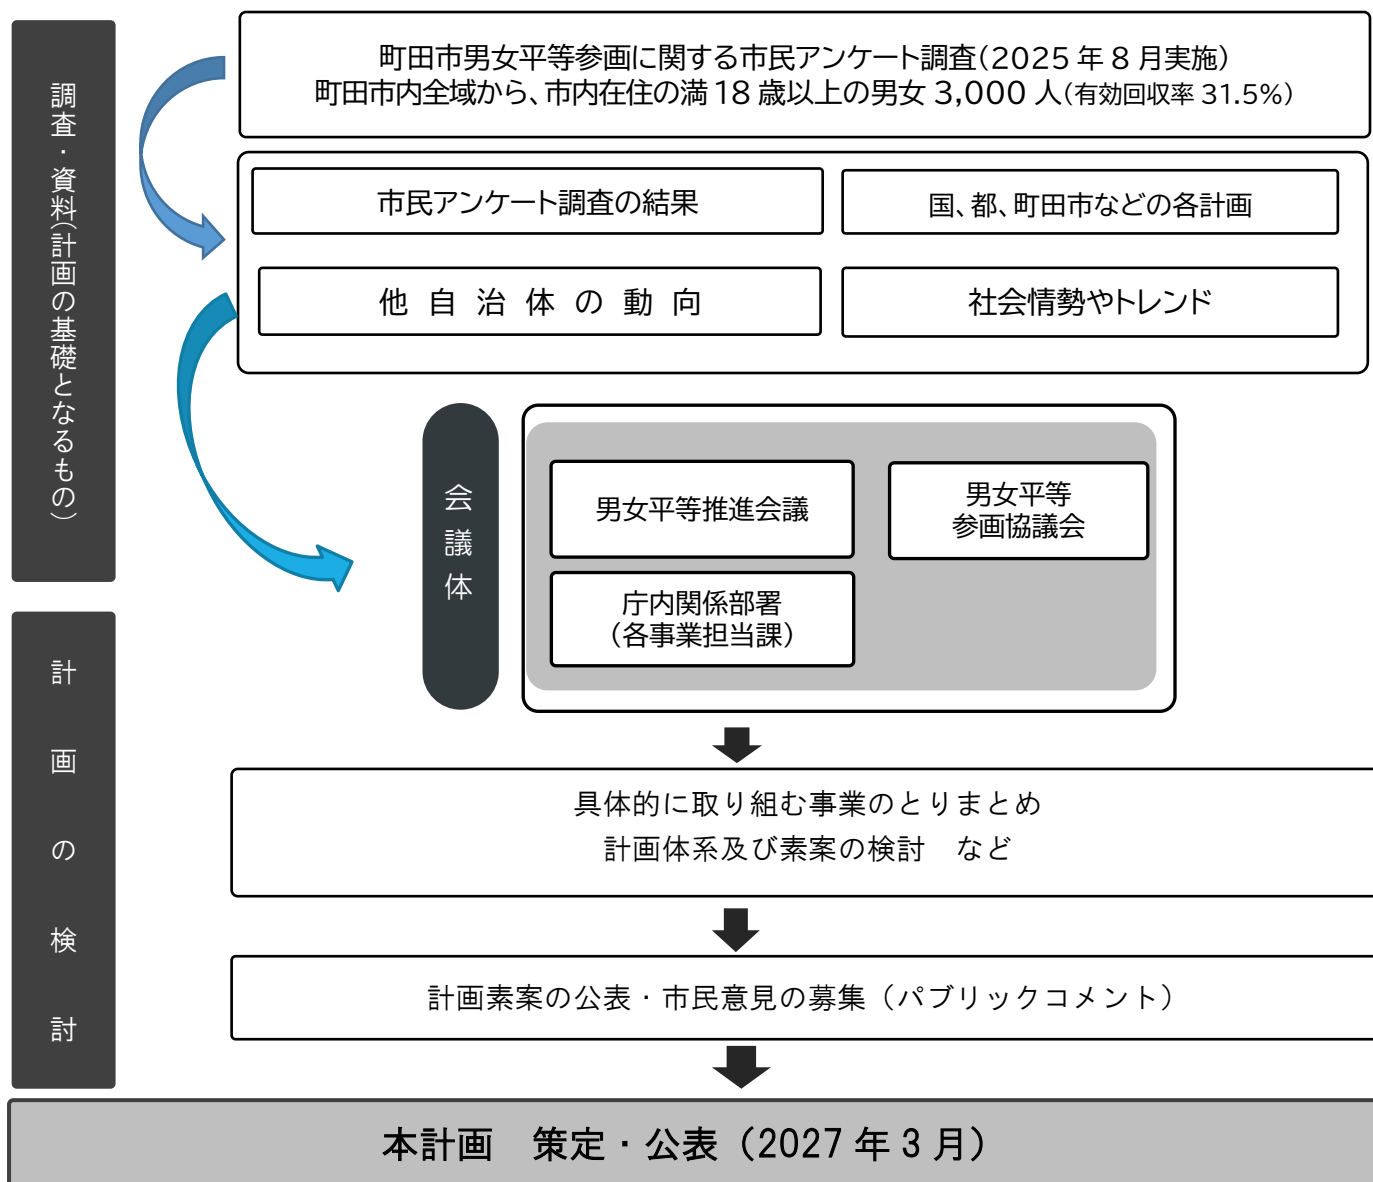 調査・資料(計画の基礎となるもの)
町田市男女平等参画に関する市民アンケート調査(2025年8月実施)
町田市内全域から、市内在住の満18歳以上の男女3,000人(有効回収率31.5%)
市民アンケート調査の結果
国、都、町田市などの各計画
他自治体の動向
社会情勢やトレンド
会議体
男女平等推進会議
男女平等
参画協議会
庁内関係部署
(各事業担当課)
計画の検討
具体的に取り組む事業のとりまとめ
計画体系及び素案の検討　など
計画素案の公表・市民意見の募集（パブリックコメント）
本計画　策定・公表（2027年3月）